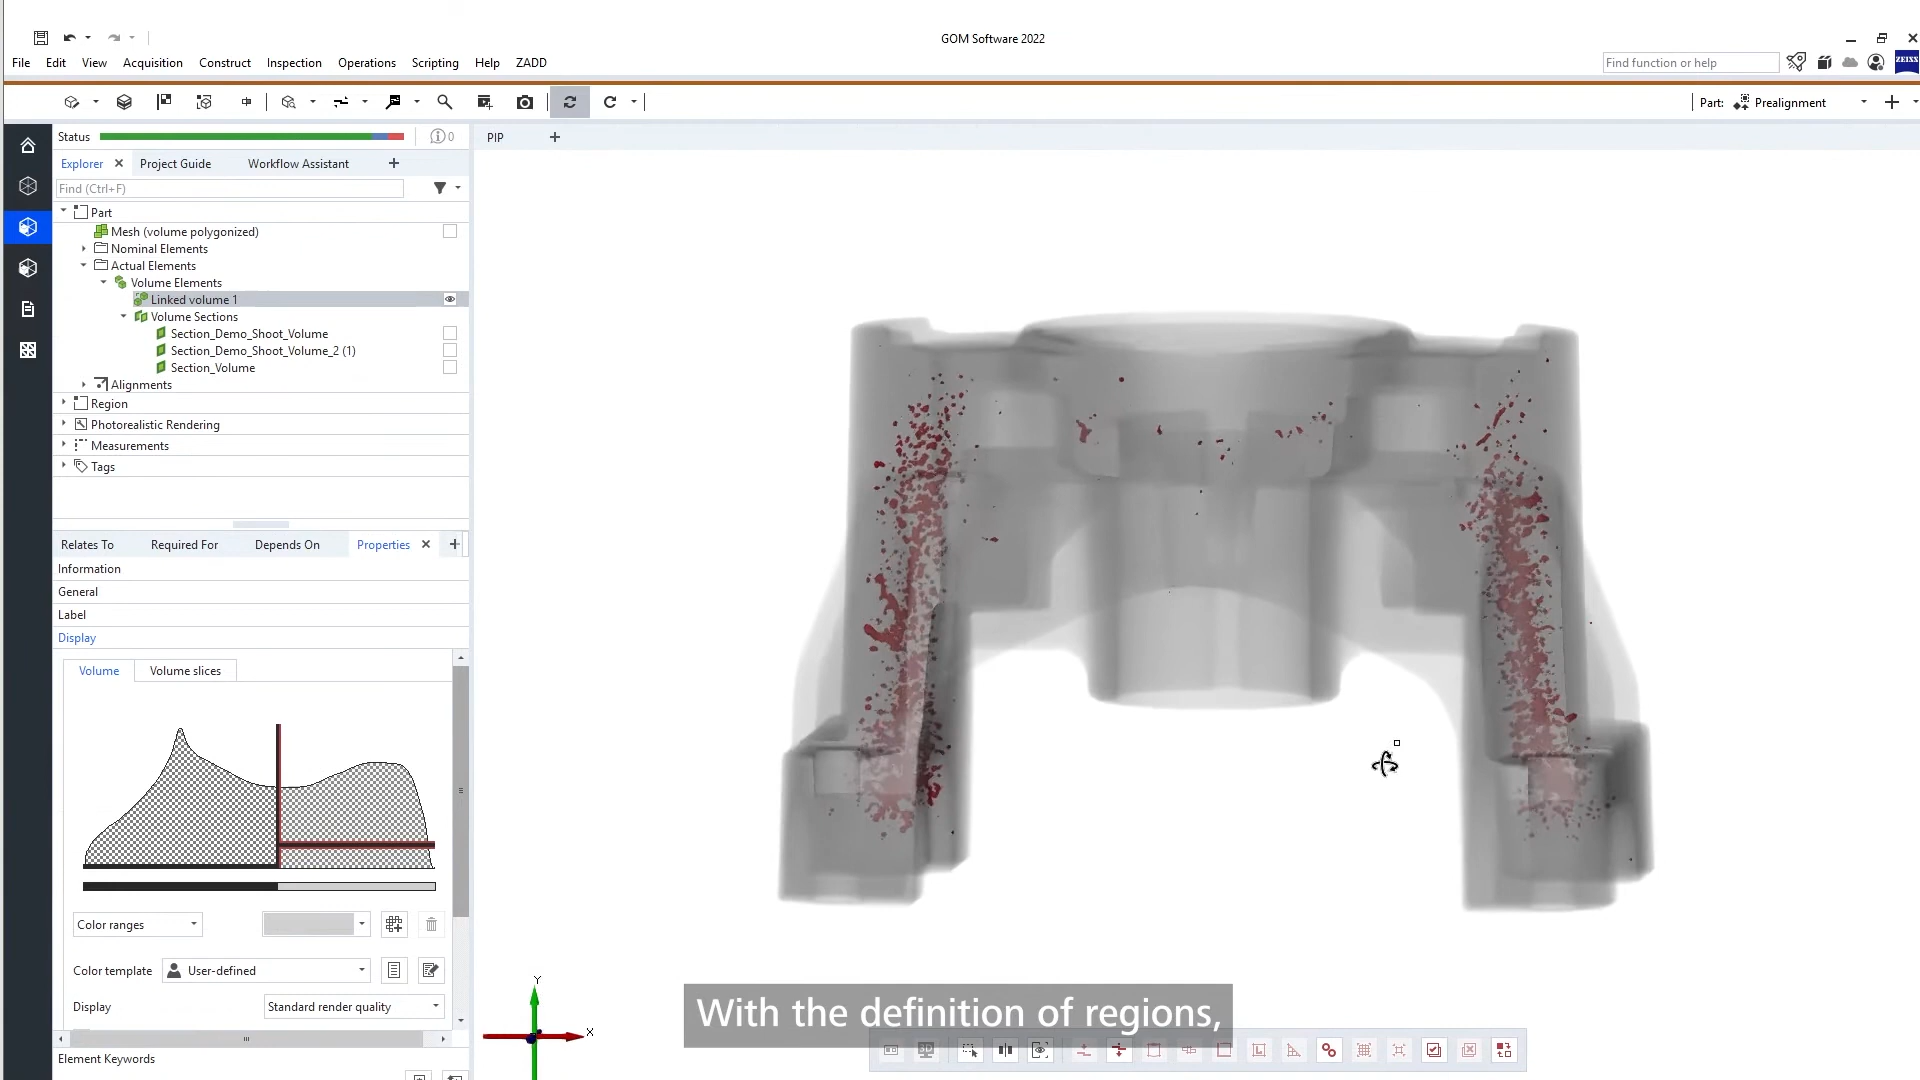 GOM Software 2022
File Edit View Acquisition Construct Inspection Operations Scripting Help ZADD
Find function or help
ZEISS
Part: Prealignment
Status
0
PIP
Explorer Project Guide Workflow Assistant
Find (Ctrl+F)
Part
Mesh (volume polygonized)
Nominal Elements
Actual Elements
Volume Elements
Linked volume 1
Volume Sections
Section_Demo_Shoot_Volume
Section_Demo_Shoot_Volume_2 (1)
Section_Volume
Alignments
Region
Photorealistic Rendering
Measurements
Tags
Relates To Required For Depends On Properties
Information
General
Label
Display
Volume Volume slices
Color ranges
Color template User-defined
Display Standard render quality
Element Keywords
Y
X
With the definition of regions,